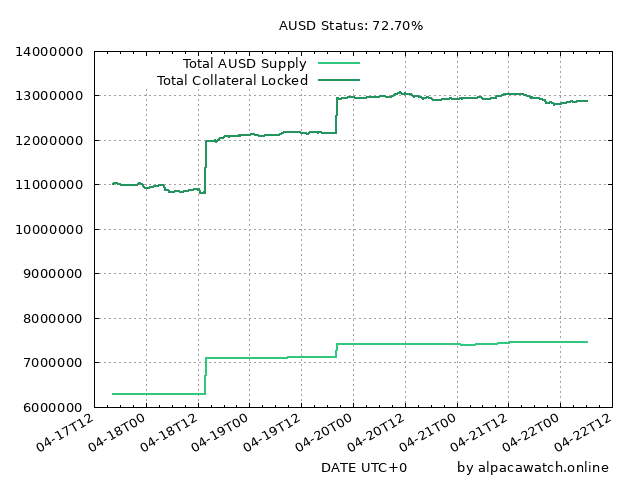 AUSD Status: 72.70%
14000000
13000000
12000000
11000000
10000000
9000000
8000000
7000000
6000000
Total AUSD Supply
Total Collateral Locked
04-17T12
04-18T00
04-18T12
04-19T00
04-19T12
04-20T00
04-20T12
04-21T00
04-21T12
04-22T00
04-22T12
DATE UTC+0 by alpacawatch.online